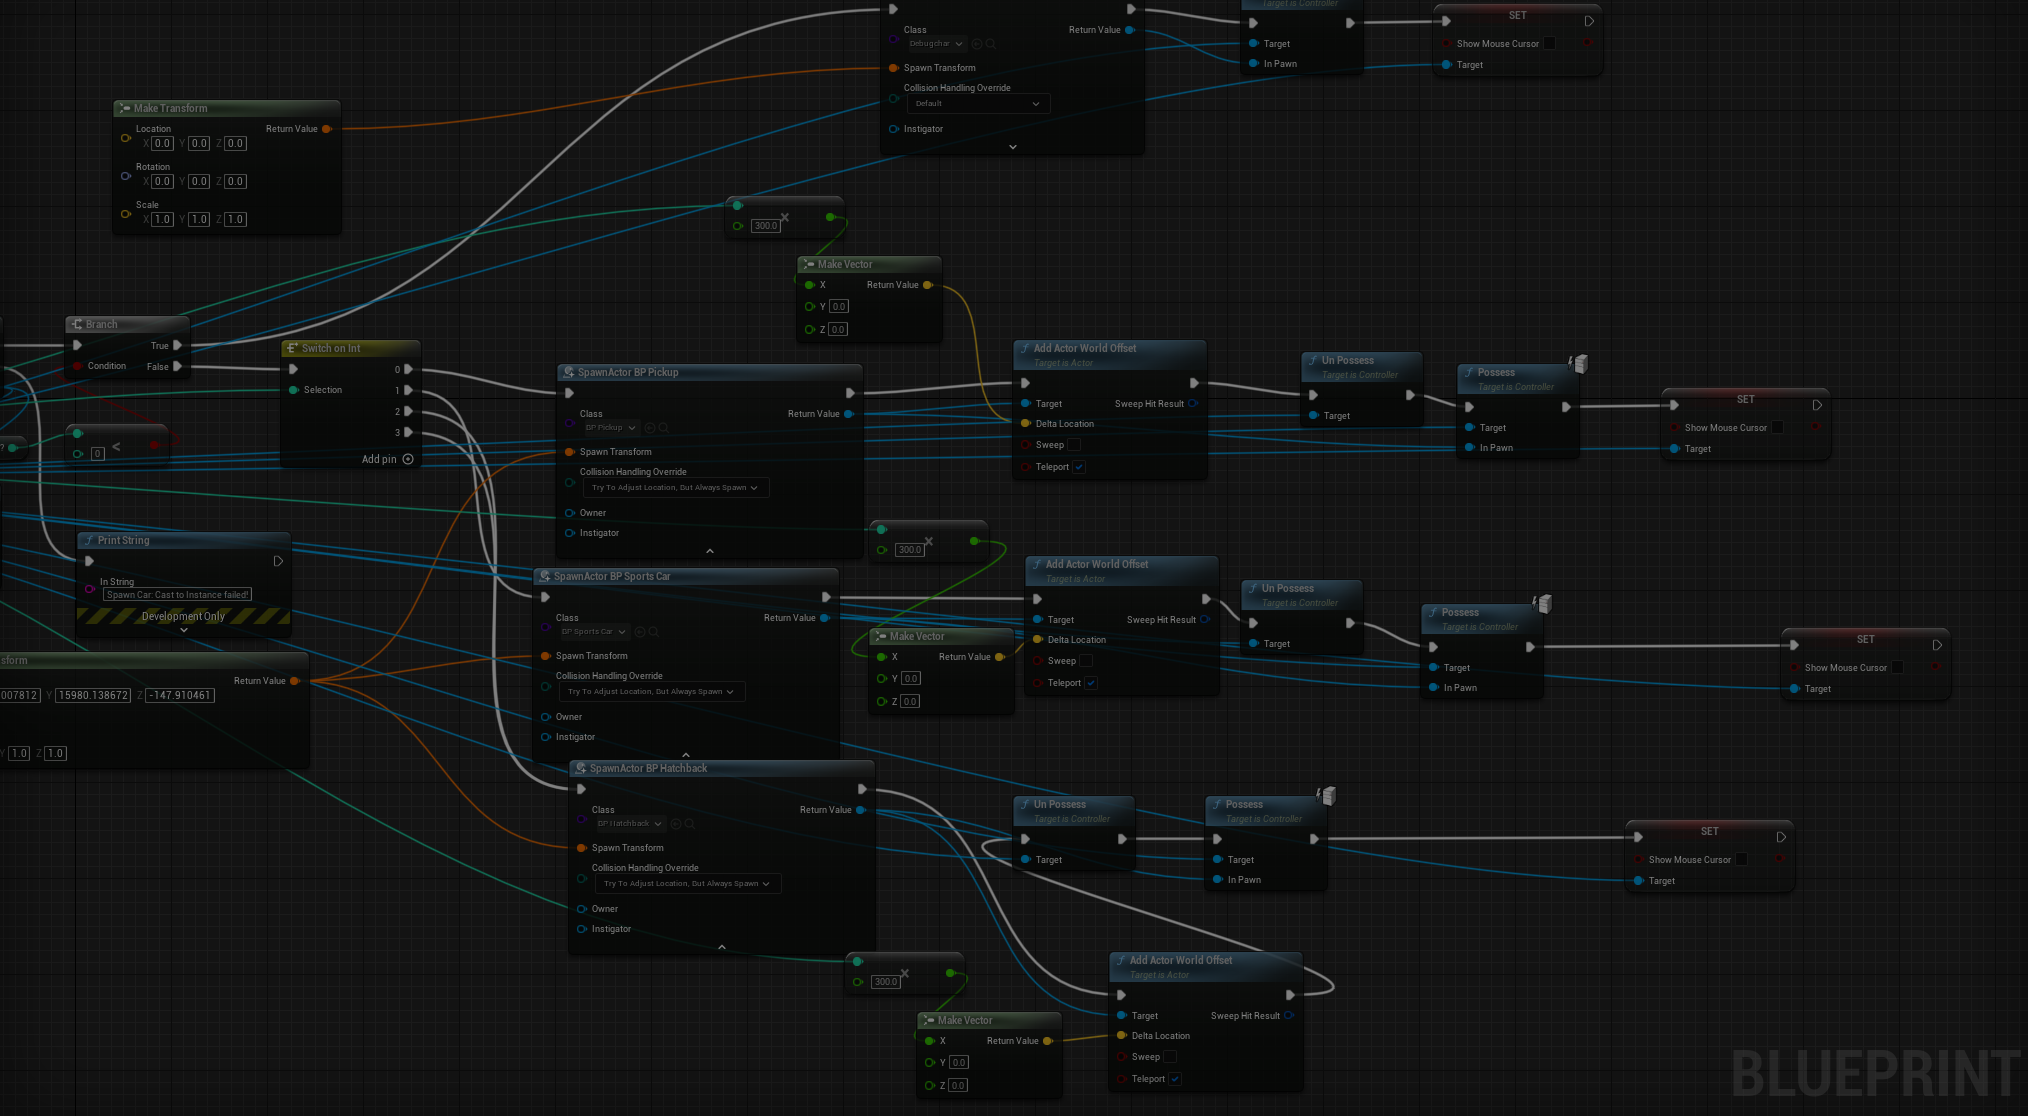 Target is Controller
SET
Class
Return Value
Debugchar
Target
Show Mouse Cursor
Spawn Transform
In Pawn
Target
Collision Handling Override
Default
Instigator
Make Transform
Location
Return Value
X 0.0 Y 0.0 Z 0.0
Rotation
X 0.0 Y 0.0 Z 0.0
Scale
X 1.0 Y 1.0 Z 1.0
300.0
Make Vector
X
Return Value
Y 0.0
Z 0.0
Branch
True
Condition
False
Switch on Int
0
Selection
1
2
3
Add pin
?
0 <
SpawnActor BP Pickup
Class
Return Value
BP Pickup
Spawn Transform
Collision Handling Override
Try To Adjust Location, But Always Spawn
Owner
Instigator
Add Actor World Offset
Target is Actor
Target
Sweep Hit Result
Delta Location
Sweep
Teleport
Un Possess
Target is Controller
Target
Possess
Target is Controller
Target
In Pawn
SET
Show Mouse Cursor
Target
Print String
In String
Spawn Car: Cast to Instance failed!
Development Only
sform
Return Value
007812 Y 15980.138672 Z -147.910461
Y 1.0 Z 1.0
SpawnActor BP Sports Car
Class
Return Value
BP Sports Car
Spawn Transform
Collision Handling Override
Try To Adjust Location, But Always Spawn
Owner
Instigator
300.0
Make Vector
X
Return Value
Y 0.0
Z 0.0
Add Actor World Offset
Target is Actor
Target
Sweep Hit Result
Delta Location
Sweep
Teleport
Un Possess
Target is Controller
Target
Possess
Target is Controller
Target
In Pawn
SET
Show Mouse Cursor
Target
SpawnActor BP Hatchback
Class
Return Value
BP Hatchback
Spawn Transform
Collision Handling Override
Try To Adjust Location, But Always Spawn
Owner
Instigator
Un Possess
Target is Controller
Target
Possess
Target is Controller
Target
In Pawn
SET
Show Mouse Cursor
Target
300.0
Make Vector
X
Return Value
Y 0.0
Z 0.0
Add Actor World Offset
Target is Actor
Target
Sweep Hit Result
Delta Location
Sweep
Teleport
BLUEPRINT